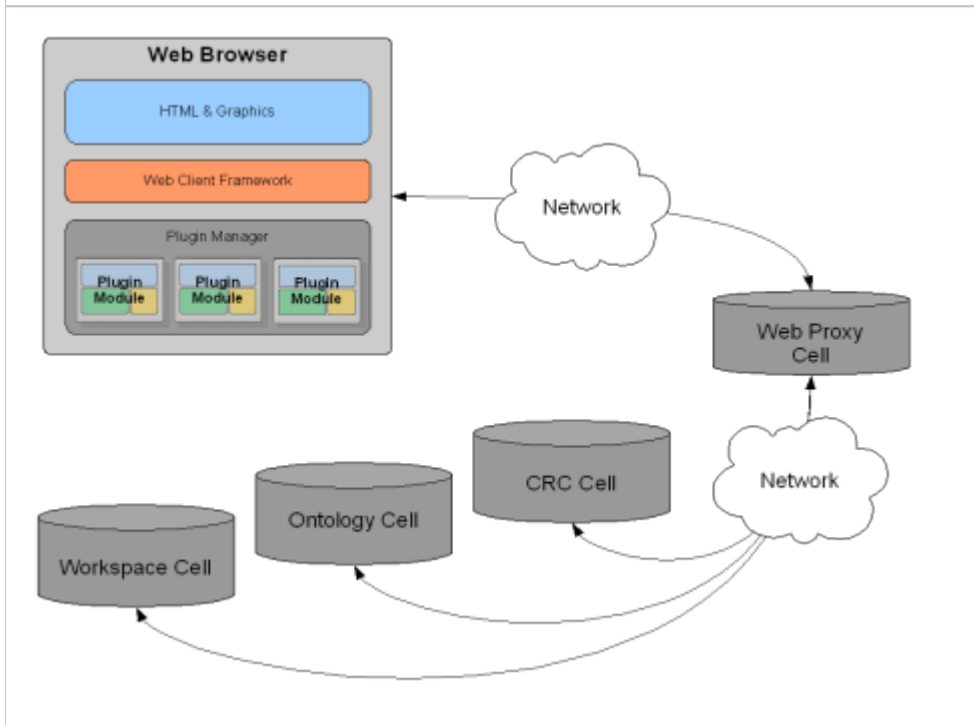 Web Browser
HTML & Graphics
Web Client Framework
Plugin Manager
Plugin
Module
Plugin
Module
Plugin
Module
Network
Web Proxy
Cell
Network
CRC Cell
Ontology Cell
Workspace Cell